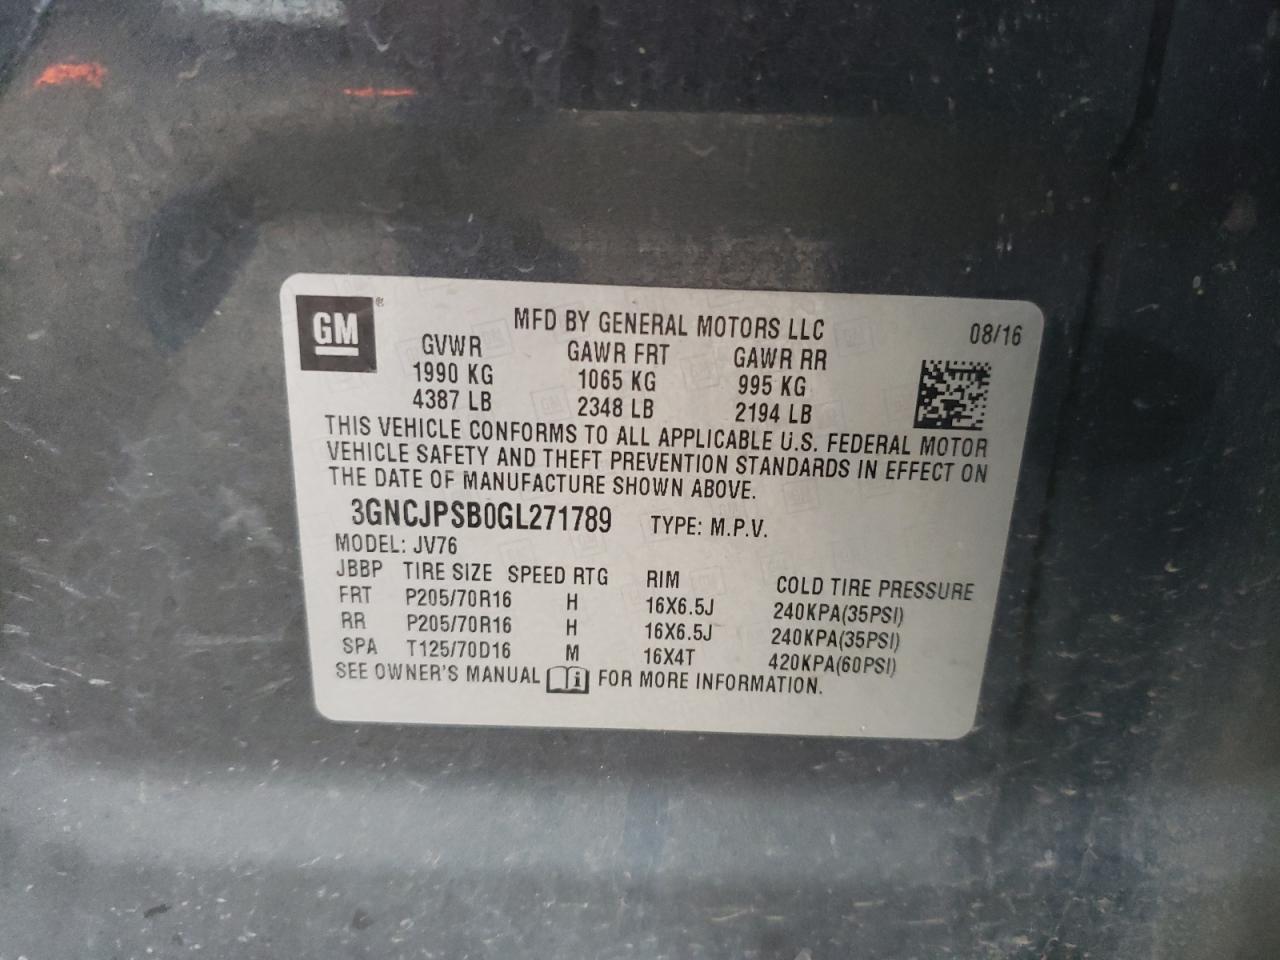 GM ®
MFD BY GENERAL MOTORS LLC 08/16
GVWR GAWR FRT GAWR RR
1990 KG 1065 KG 995 KG
4387 LB 2348 LB 2194 LB
THIS VEHICLE CONFORMS TO ALL APPLICABLE U.S. FEDERAL MOTOR
VEHICLE SAFETY AND THEFT PREVENTION STANDARDS IN EFFECT ON
THE DATE OF MANUFACTURE SHOWN ABOVE.
3GNCJPSB0GL271789 TYPE: M.P.V.
MODEL: JV76
JBBP TIRE SIZE SPEED RTG RIM COLD TIRE PRESSURE
FRT P205/70R16 H 16X6.5J 240KPA(35PSI)
RR P205/70R16 H 16X6.5J 240KPA(35PSI)
SPA T125/70D16 M 16X4T 420KPA(60PSI)
SEE OWNER'S MANUAL i FOR MORE INFORMATION.